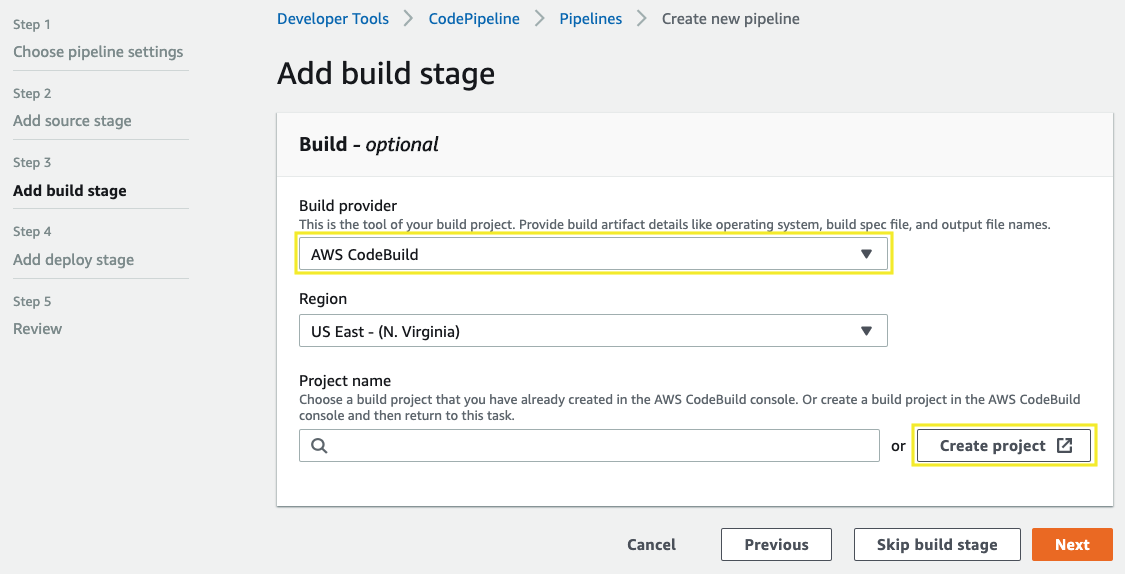 Step 1
Choose pipeline settings
Step 2
Add source stage
Step 3
Add build stage
Step 4
Add deploy stage
Step 5
Review
Developer Tools > CodePipeline > Pipelines > Create new pipeline
Add build stage
Build - optional
Build provider
This is the tool of your build project. Provide build artifact details like operating system, build spec file, and output file names.
AWS CodeBuild
Region
US East - (N. Virginia)
Project name
Choose a build project that you have already created in the AWS CodeBuild console. Or create a build project in the AWS CodeBuild
console and then return to this task.
or Create project
Cancel Previous Skip build stage Next